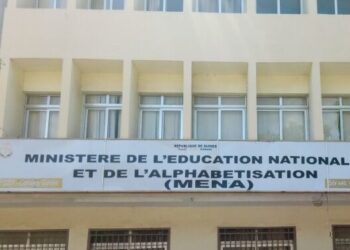 REPUBLIQUE DE GUINEE
MINISTERE DE L'EDUCATION NATIONAL
ET DE L'ALPHABETISATION
(MENA)